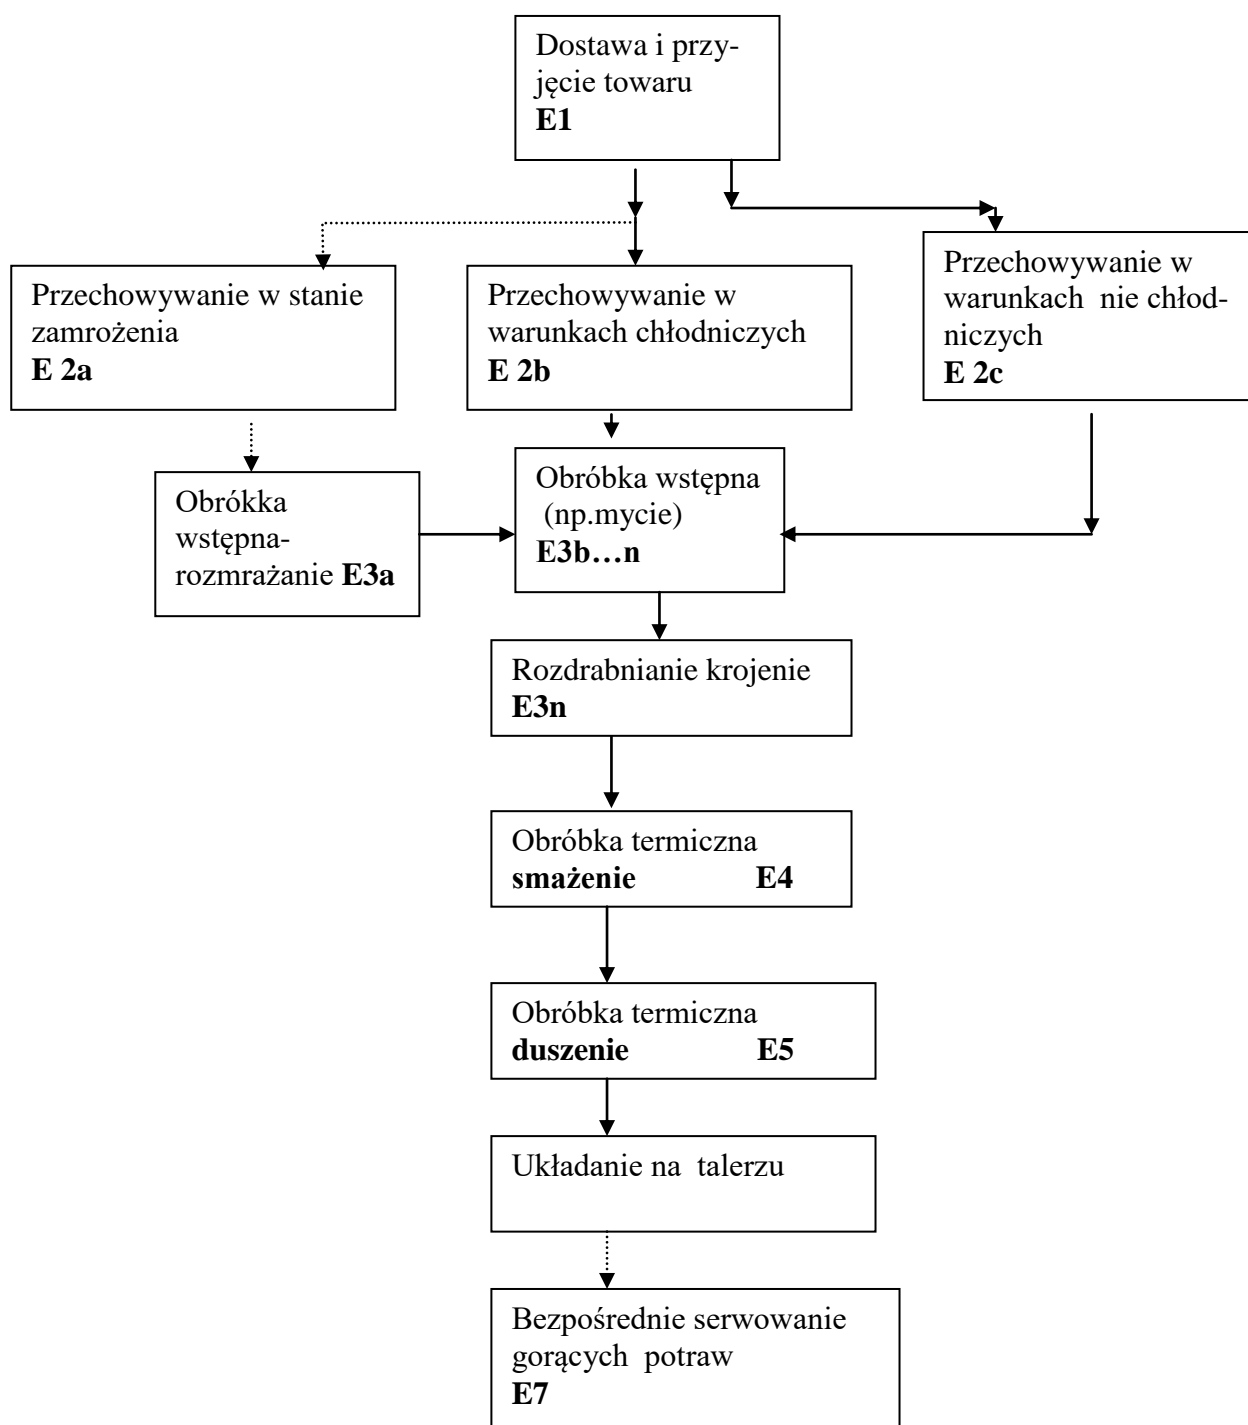 Dostawa i przy-
jęcie towaru
E1
Przechowywanie w stanie
zamrożenia
E 2a
Przechowywanie w
warunkach chłodniczych
E 2b
Przechowywanie w
warunkach  nie chłod-
niczych
E 2c
Obrókka
wstępna-
rozmrażanie E3a
Obróbka wstępna
(np.mycie)
E3b…n
Rozdrabnianie krojenie
E3n
Obróbka termiczna
smażenie E4
Obróbka termiczna
duszenie E5
Układanie na  talerzu
Bezpośrednie serwowanie
gorących  potraw
E7